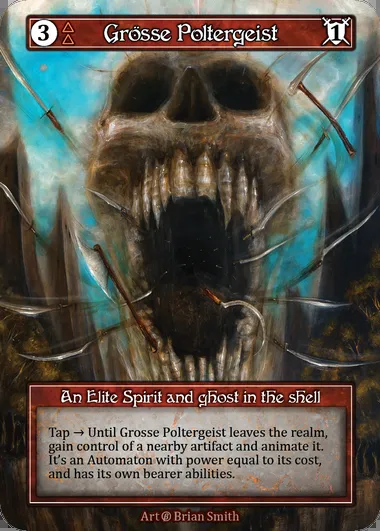 3 Grösse Poltergeist 1
An Elite Spirit and ghost in the shell
Tap → Until Grosse Poltergeist leaves the realm,
gain control of a nearby artifact and animate it.
It's an Automaton with power equal to its cost,
and has its own bearer abilities.
Art @ Brian Smith